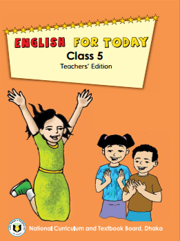 ENGLISH FOR TODAY
Class 5
Teachers' Edition
National Curriculum and Textbook Board, Dhaka